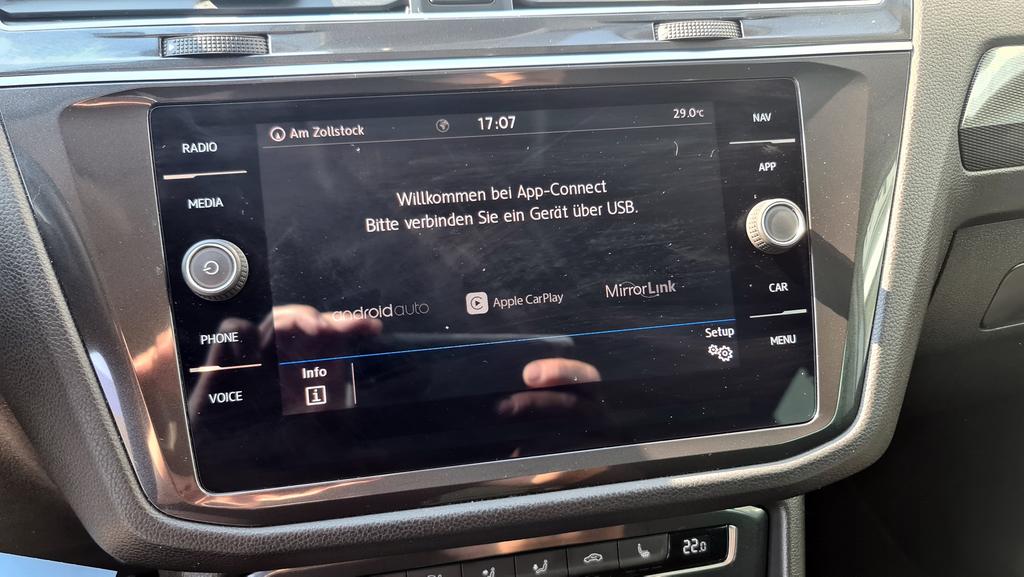 Am Zollstock 17:07 29.0°C
RADIO
MEDIA
PHONE
VOICE
Willkommen bei App-Connect
Bitte verbinden Sie ein Gerät über USB.
androidauto Apple CarPlay MirrorLink
Info
i
Setup
NAV
APP
CAR
MENU
22.0